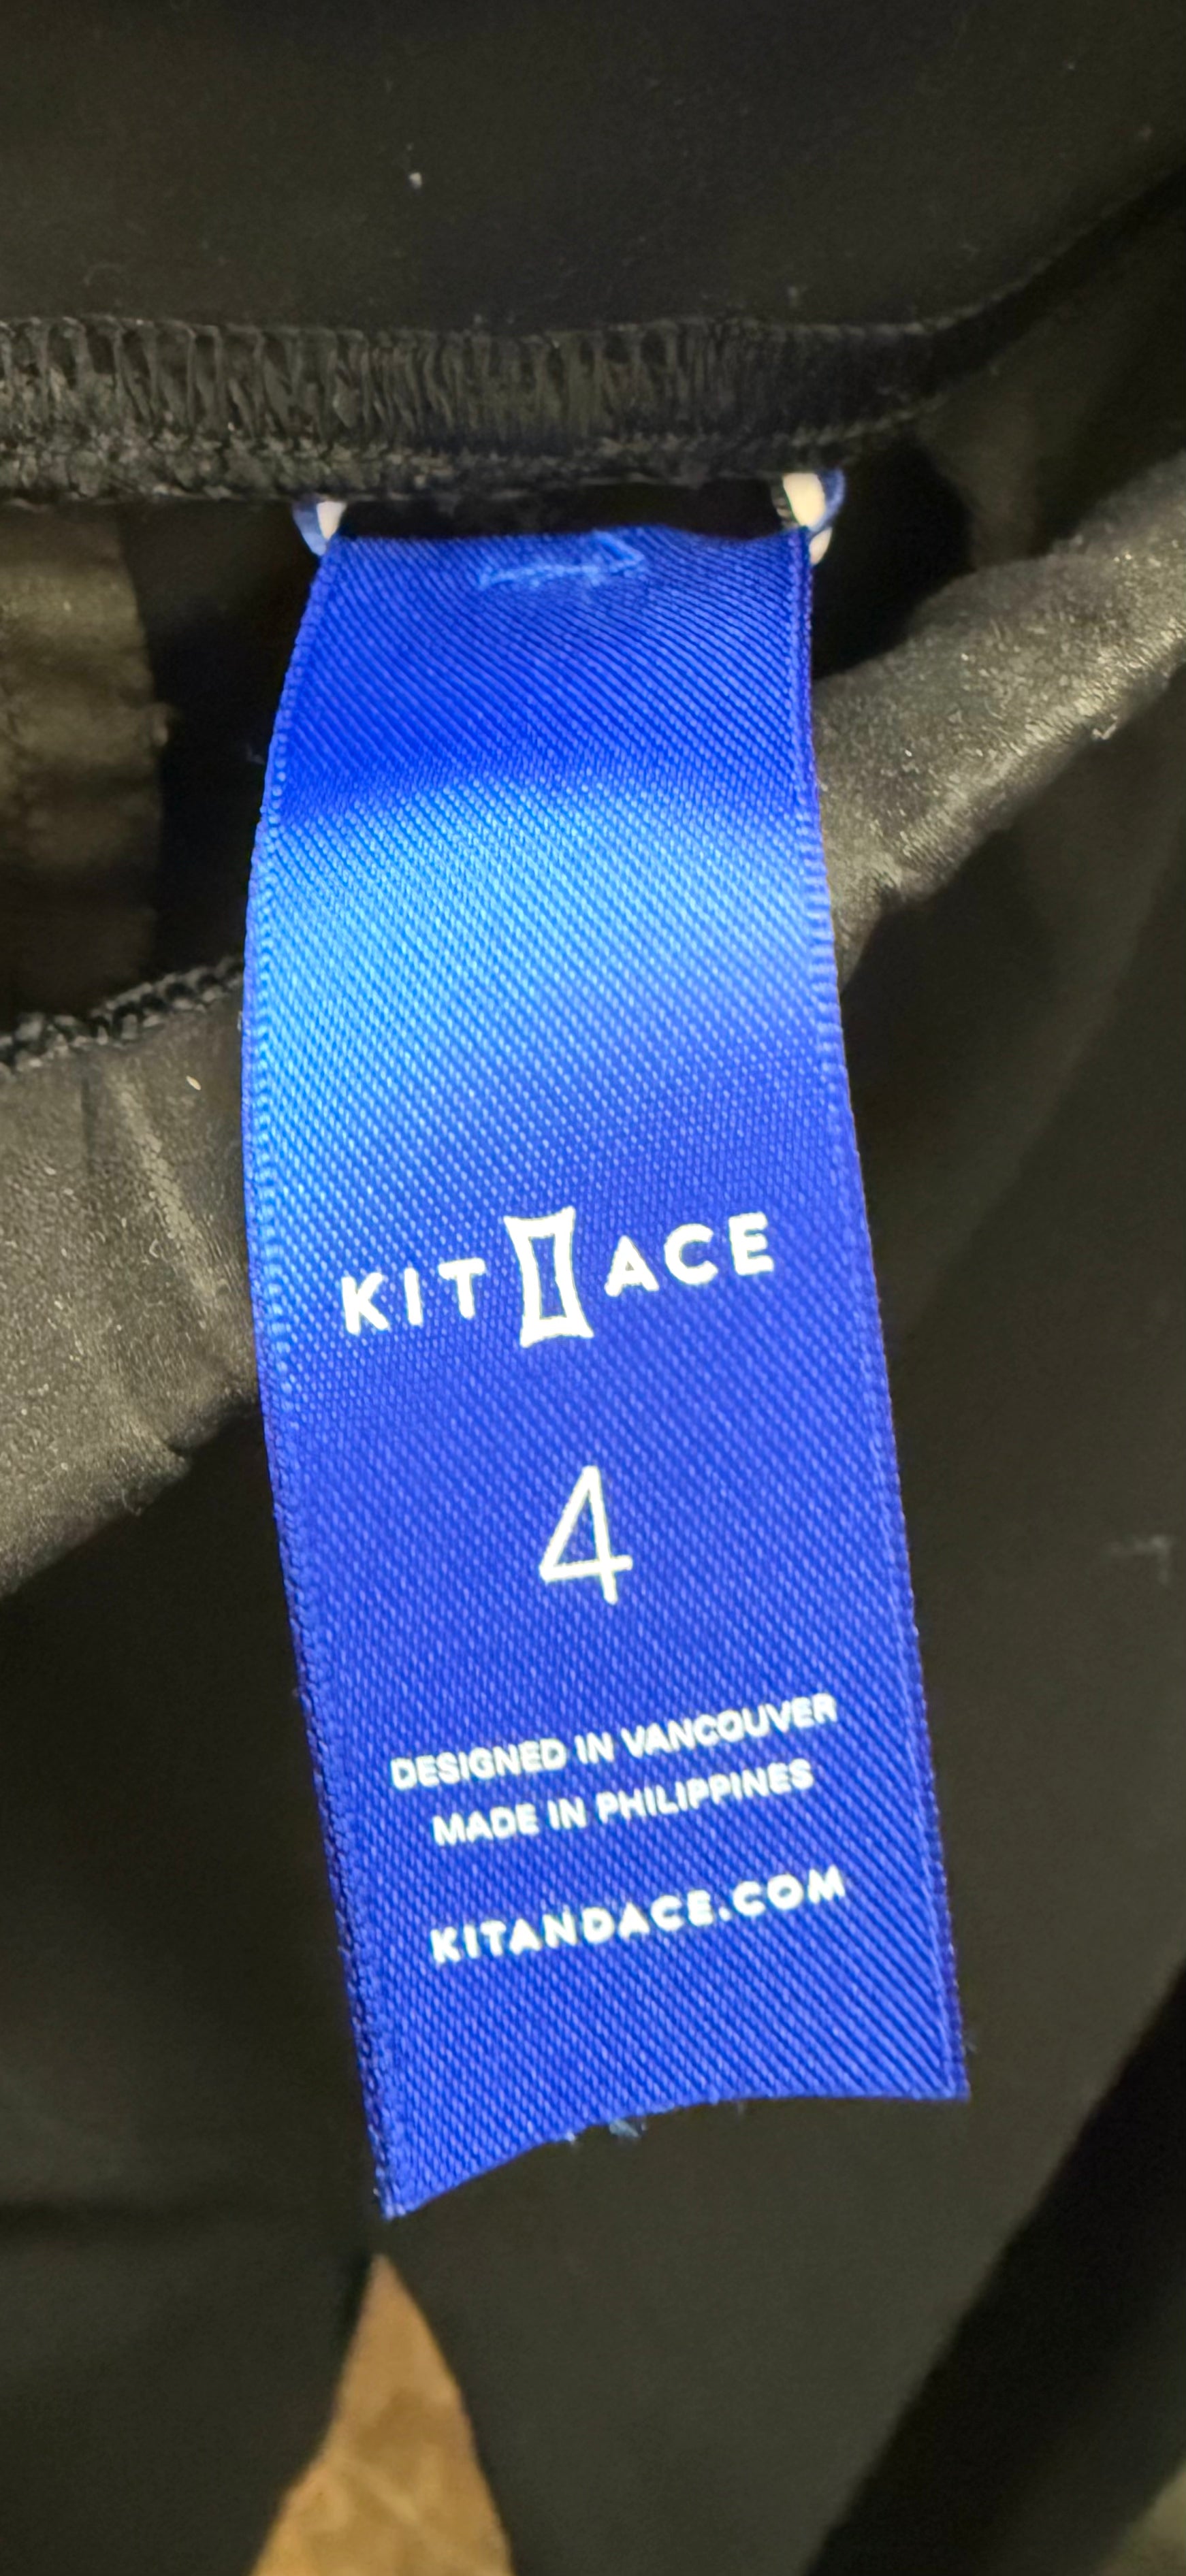 KIT ACE
4
DESIGNED IN VANCOUVER
MADE IN PHILIPPINES
KITANDACE.COM